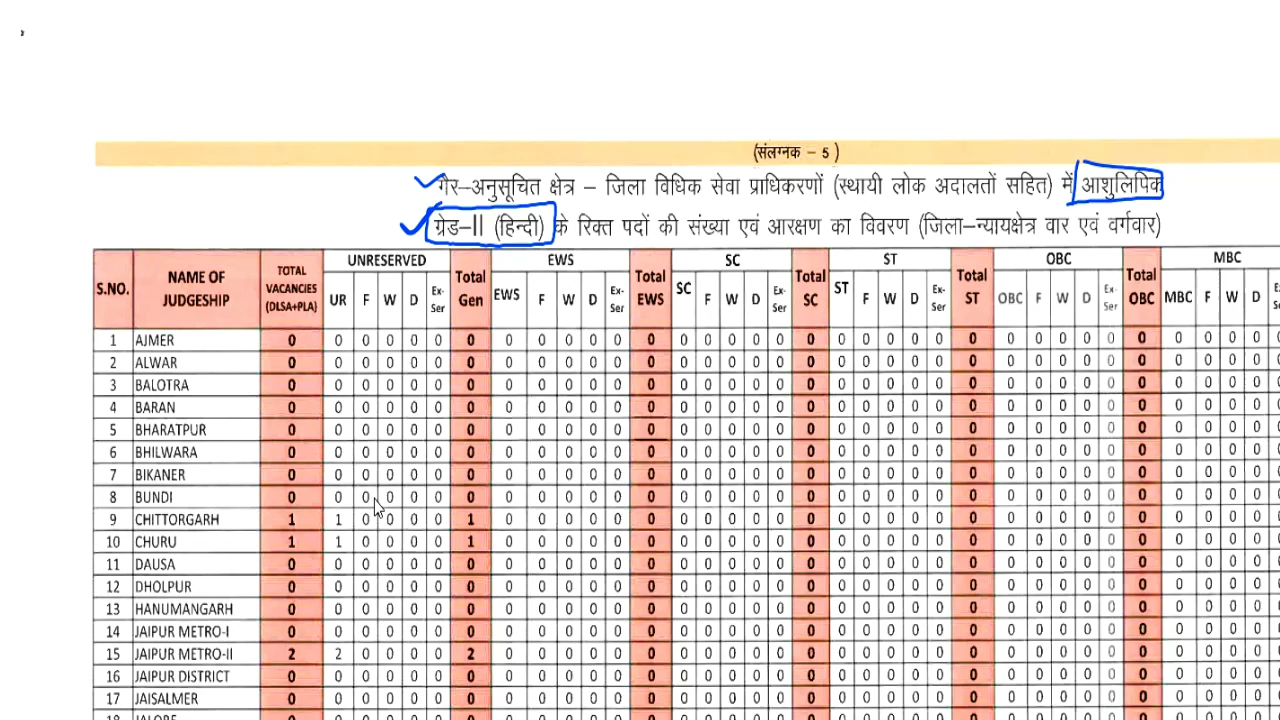 (संलग्नक – 5 )
गैर–अनुसूचित क्षेत्र – जिला विधिक सेवा प्राधिकरणों (स्थायी लोक अदालतों सहित) में आशुलिपिक
ग्रेड–II (हिन्दी) के रिक्त पदों की संख्या एवं आरक्षण का विवरण (जिला–न्यायक्षेत्र वार एवं वर्गवार)
S.NO. NAME OF JUDGESHIP TOTAL VACANCIES (DLSA+PLA) UNRESERVED Total Gen EWS Total EWS SC Total SC ST Total ST OBC Total OBC MBC
UR F W D Ex-Ser EWS F W D Ex-Ser SC F W D Ex-Ser ST F W D Ex-Ser OBC F W D Ex-Ser MBC F W D
1 AJMER 0 0 0 0 0 0 0 0 0 0 0 0 0 0 0 0 0 0 0 0 0 0 0 0 0 0 0 0 0 0 0 0 0 0 0 0
2 ALWAR 0 0 0 0 0 0 0 0 0 0 0 0 0 0 0 0 0 0 0 0 0 0 0 0 0 0 0 0 0 0 0 0 0 0 0 0
3 BALOTRA 0 0 0 0 0 0 0 0 0 0 0 0 0 0 0 0 0 0 0 0 0 0 0 0 0 0 0 0 0 0 0 0 0 0 0 0
4 BARAN 0 0 0 0 0 0 0 0 0 0 0 0 0 0 0 0 0 0 0 0 0 0 0 0 0 0 0 0 0 0 0 0 0 0 0 0
5 BHARATPUR 0 0 0 0 0 0 0 0 0 0 0 0 0 0 0 0 0 0 0 0 0 0 0 0 0 0 0 0 0 0 0 0 0 0 0 0
6 BHILWARA 0 0 0 0 0 0 0 0 0 0 0 0 0 0 0 0 0 0 0 0 0 0 0 0 0 0 0 0 0 0 0 0 0 0 0 0
7 BIKANER 0 0 0 0 0 0 0 0 0 0 0 0 0 0 0 0 0 0 0 0 0 0 0 0 0 0 0 0 0 0 0 0 0 0 0 0
8 BUNDI 0 0 0 0 0 0 0 0 0 0 0 0 0 0 0 0 0 0 0 0 0 0 0 0 0 0 0 0 0 0 0 0 0 0 0 0
9 CHITTORGARH 1 1 0 0 0 0 1 0 0 0 0 0 0 0 0 0 0 0 0 0 0 0 0 0 0 0 0 0 0 0 0 0 0 0 0 0
10 CHURU 1 1 0 0 0 0 1 0 0 0 0 0 0 0 0 0 0 0 0 0 0 0 0 0 0 0 0 0 0 0 0 0 0 0 0 0
11 DAUSA 0 0 0 0 0 0 0 0 0 0 0 0 0 0 0 0 0 0 0 0 0 0 0 0 0 0 0 0 0 0 0 0 0 0 0 0
12 DHOLPUR 0 0 0 0 0 0 0 0 0 0 0 0 0 0 0 0 0 0 0 0 0 0 0 0 0 0 0 0 0 0 0 0 0 0 0 0
13 HANUMANGARH 0 0 0 0 0 0 0 0 0 0 0 0 0 0 0 0 0 0 0 0 0 0 0 0 0 0 0 0 0 0 0 0 0 0 0 0
14 JAIPUR METRO-I 0 0 0 0 0 0 0 0 0 0 0 0 0 0 0 0 0 0 0 0 0 0 0 0 0 0 0 0 0 0 0 0 0 0 0 0
15 JAIPUR METRO-II 2 2 0 0 0 0 2 0 0 0 0 0 0 0 0 0 0 0 0 0 0 0 0 0 0 0 0 0 0 0 0 0 0 0 0 0
16 JAIPUR DISTRICT 0 0 0 0 0 0 0 0 0 0 0 0 0 0 0 0 0 0 0 0 0 0 0 0 0 0 0 0 0 0 0 0 0 0 0 0
17 JAISALMER 0 0 0 0 0 0 0 0 0 0 0 0 0 0 0 0 0 0 0 0 0 0 0 0 0 0 0 0 0 0 0 0 0 0 0 0